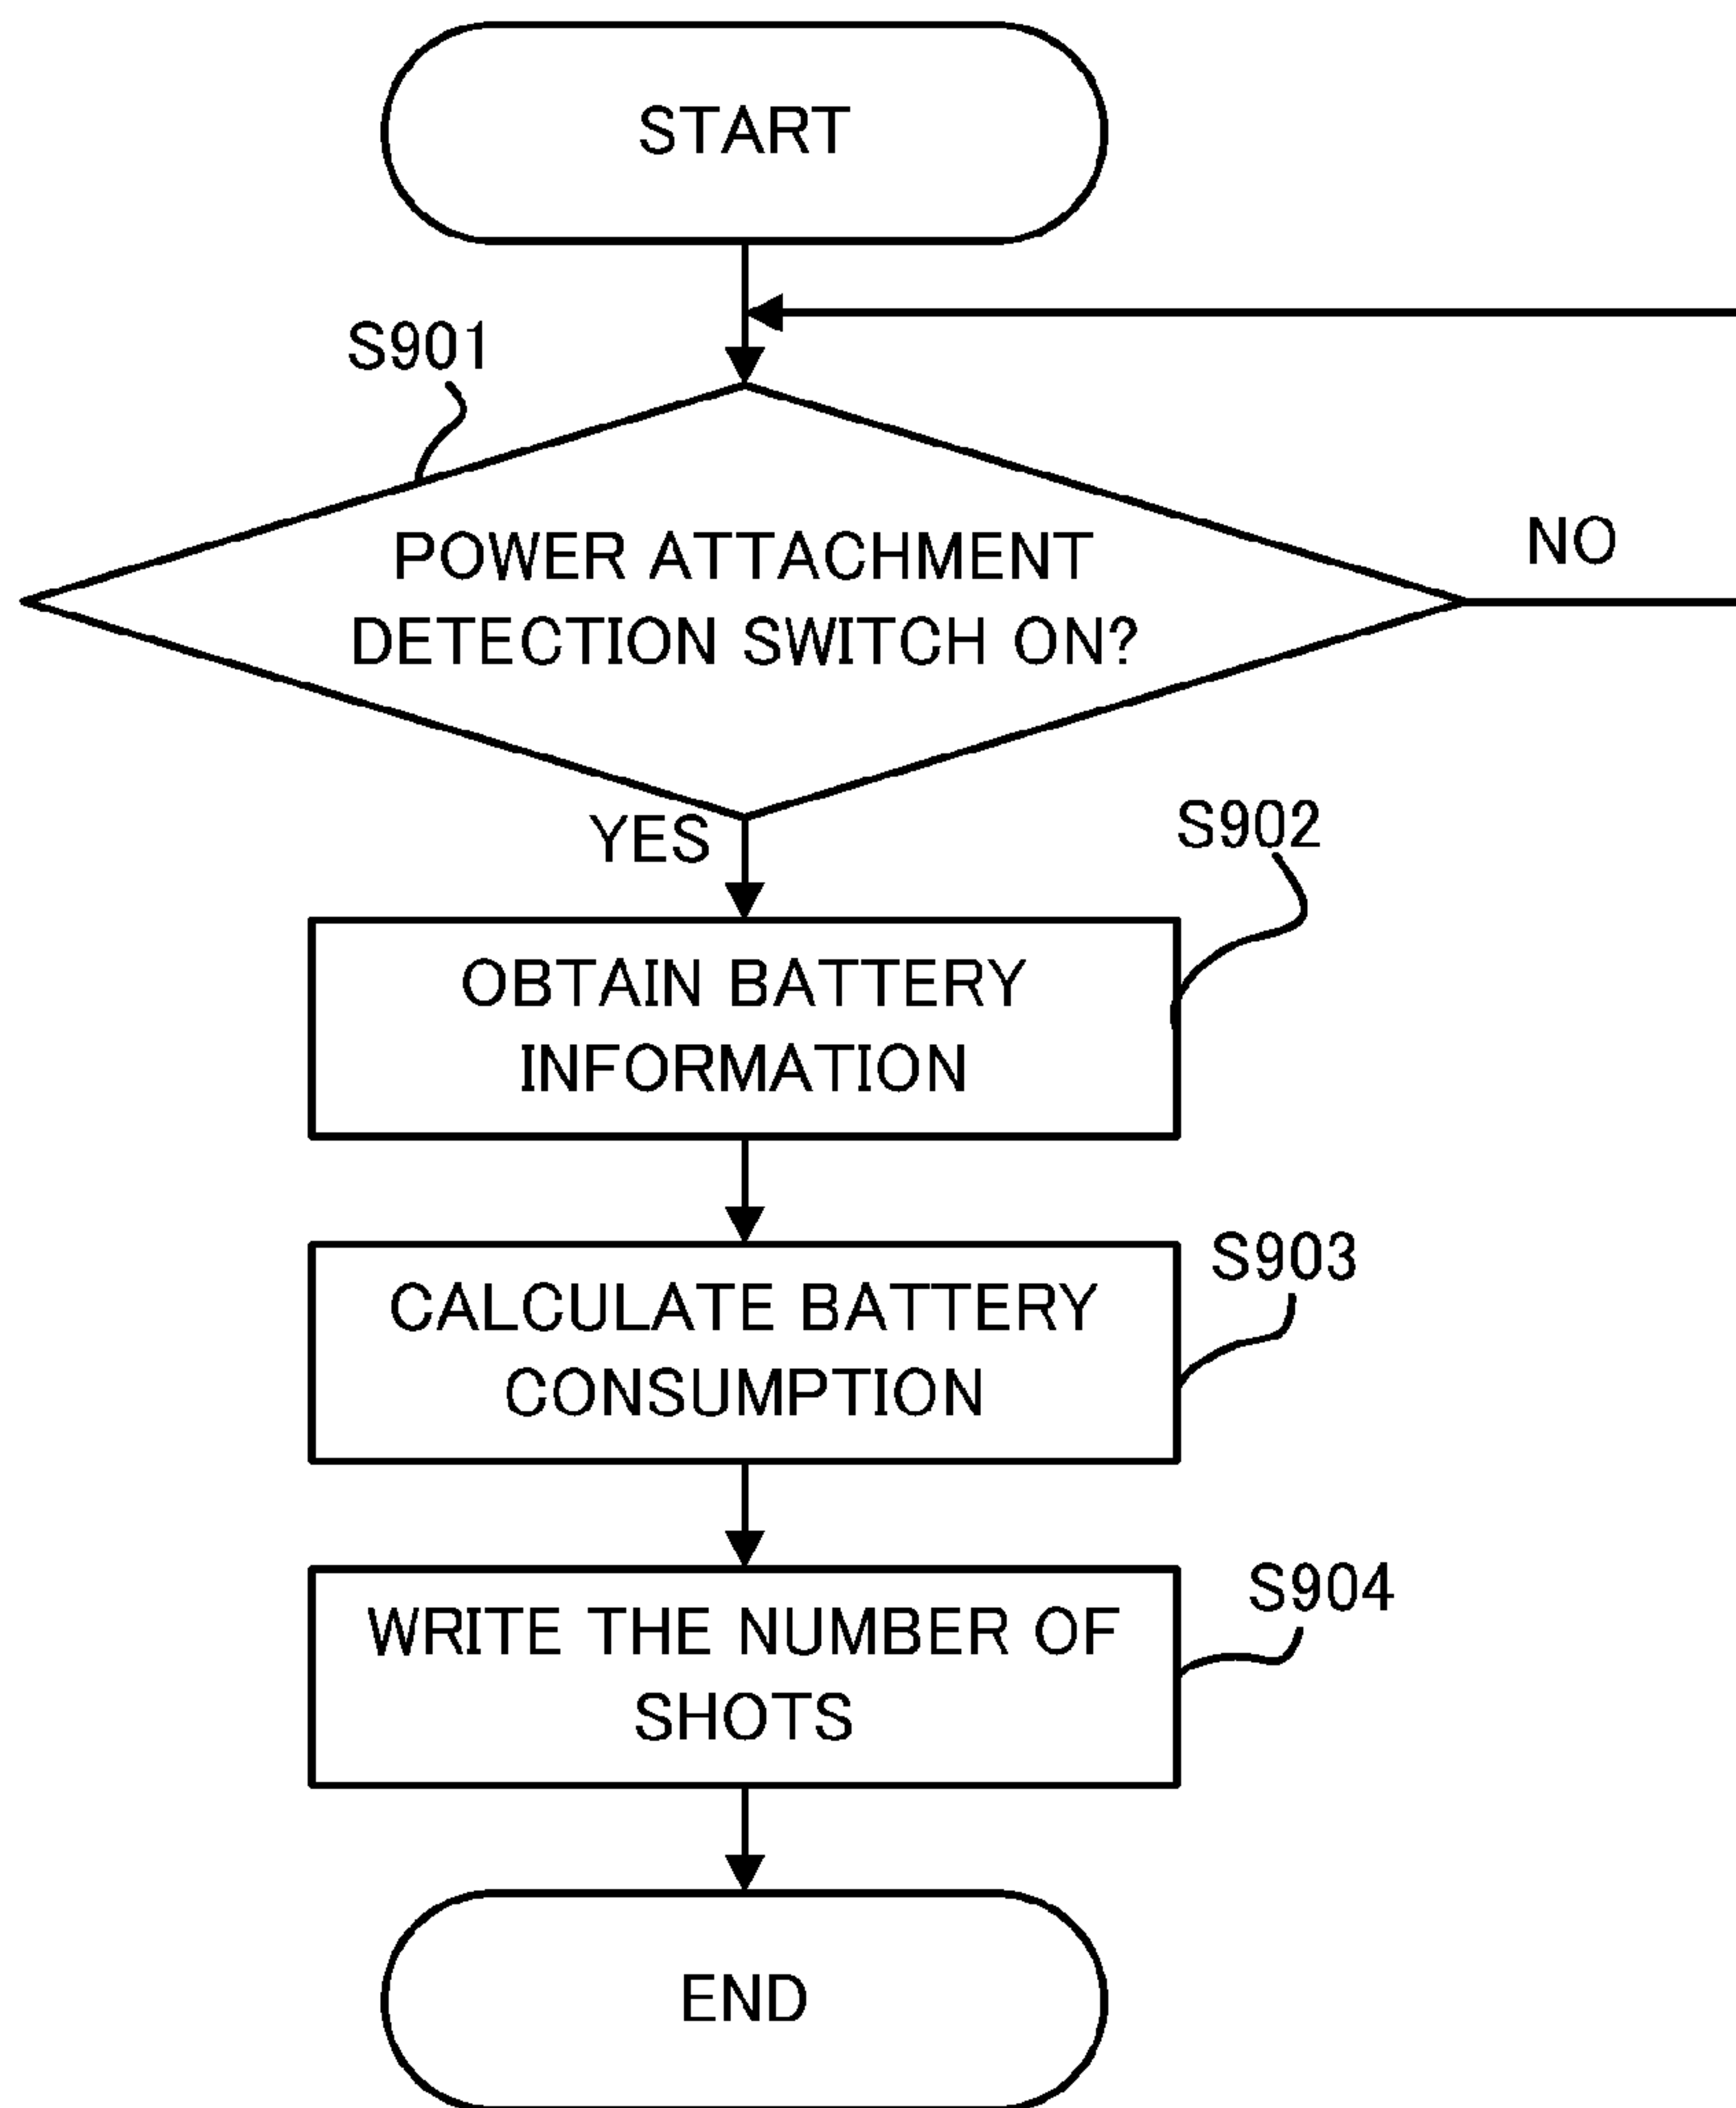 START
S901
POWER ATTACHMENT
DETECTION SWITCH ON?
NO
YES
S902
OBTAIN BATTERY
INFORMATION
S903
CALCULATE BATTERY
CONSUMPTION
S904
WRITE THE NUMBER OF
SHOTS
END